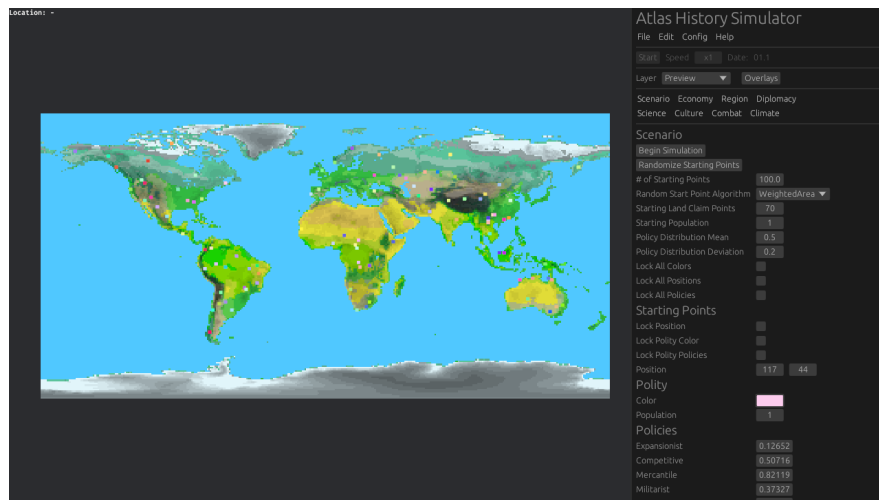 Location: -
Atlas History Simulator
File Edit Config Help
Start Speed x1 Date: 01.1
Layer Preview Overlays
Scenario Economy Region Diplomacy
Science Culture Combat Climate
Scenario
Begin Simulation
Randomize Starting Points
# of Starting Points 100.0
Random Start Point Algorithm WeightedArea
Starting Land Claim Points 70
Starting Population 1
Policy Distribution Mean 0.5
Policy Distribution Deviation 0.2
Lock All Colors
Lock All Positions
Lock All Policies
Starting Points
Lock Position
Lock Polity Color
Lock Polity Policies
Position 117 44
Polity
Color
Population 1
Policies
Expansionist 0.12652
Competitive 0.50716
Mercantile 0.82119
Militarist 0.37327